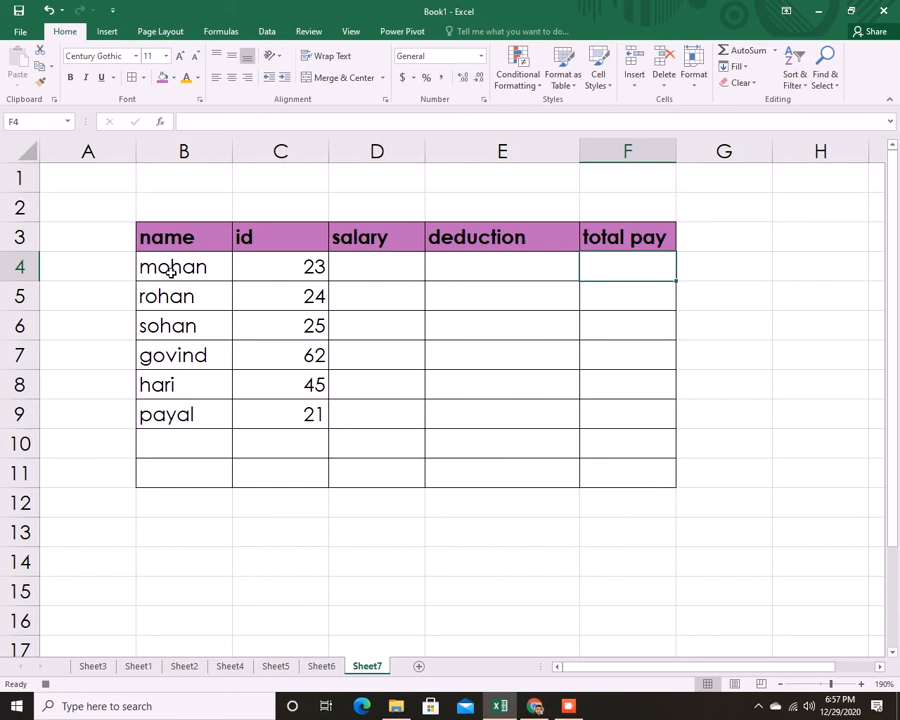 Book1 - Excel
File Home Insert Page Layout Formulas Data Review View Power Pivot Tell me what you want to do... Share
Century Gothic 11 A A Wrap Text General AutoSum
Paste Conditional Format as Cell Insert Delete Format Fill Sort & Find &
B I U A Merge & Center $ % , Formatting Table Styles Clear Filter Select
Clipboard Font Alignment Number Styles Cells Editing
F4 fx
A B C D E F G H
1
2
3 name id salary deduction total pay
4 mohan 23
5 rohan 24
6 sohan 25
7 govind 62
8 hari 45
9 payal 21
10
11
12
13
14
15
16
17
Sheet3 Sheet1 Sheet2 Sheet4 Sheet5 Sheet6 Sheet7
Ready 190%
Type here to search 6:57 PM
12/29/2020